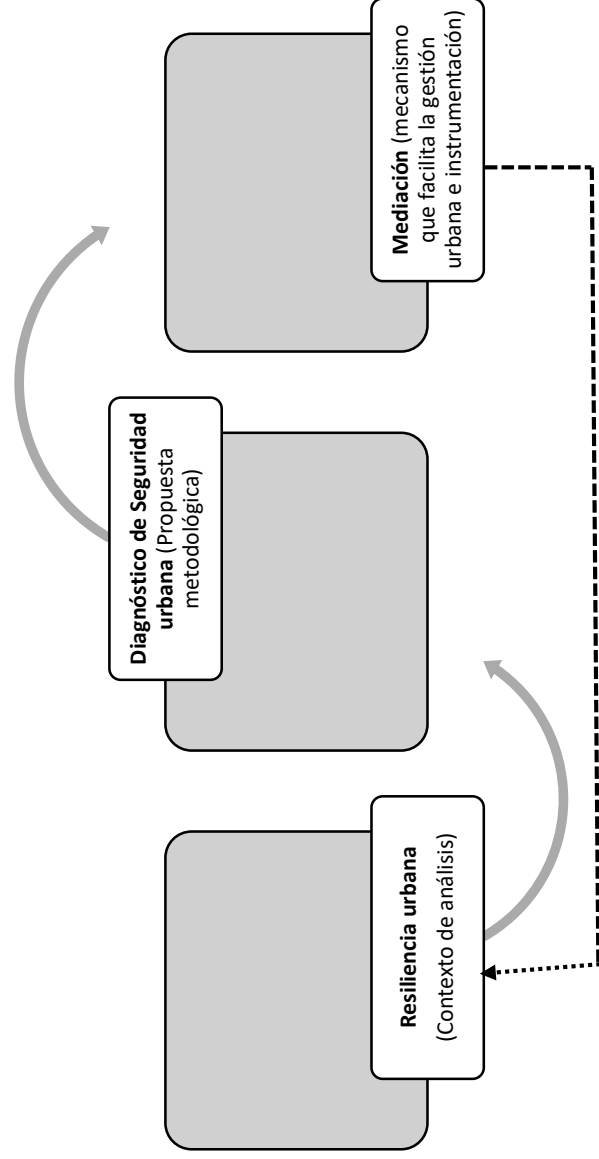 Resiliencia urbana
(Contexto de análisis)
Diagnóstico de Seguridad
urbana (Propuesta
metodológica)
Mediación (mecanismo
que facilita la gestión
urbana e instrumentación)